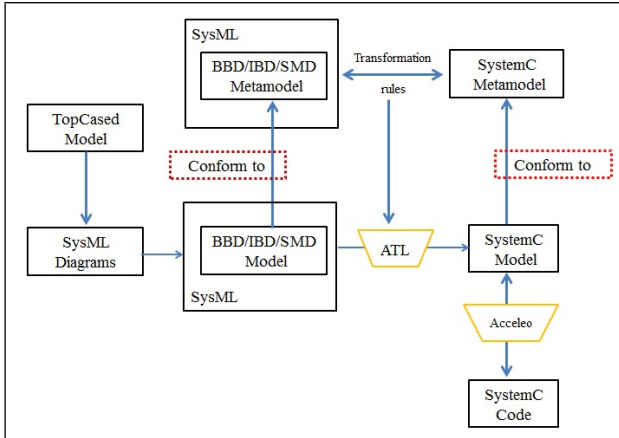 SysML
BBD/IBD/SMD
Metamodel
Transformation
rules
SystemC
Metamodel
TopCased
Model
Conform to
Conform to
SysML
Diagrams
BBD/IBD/SMD
Model
SysML
ATL
SystemC
Model
Acceleo
SystemC
Code